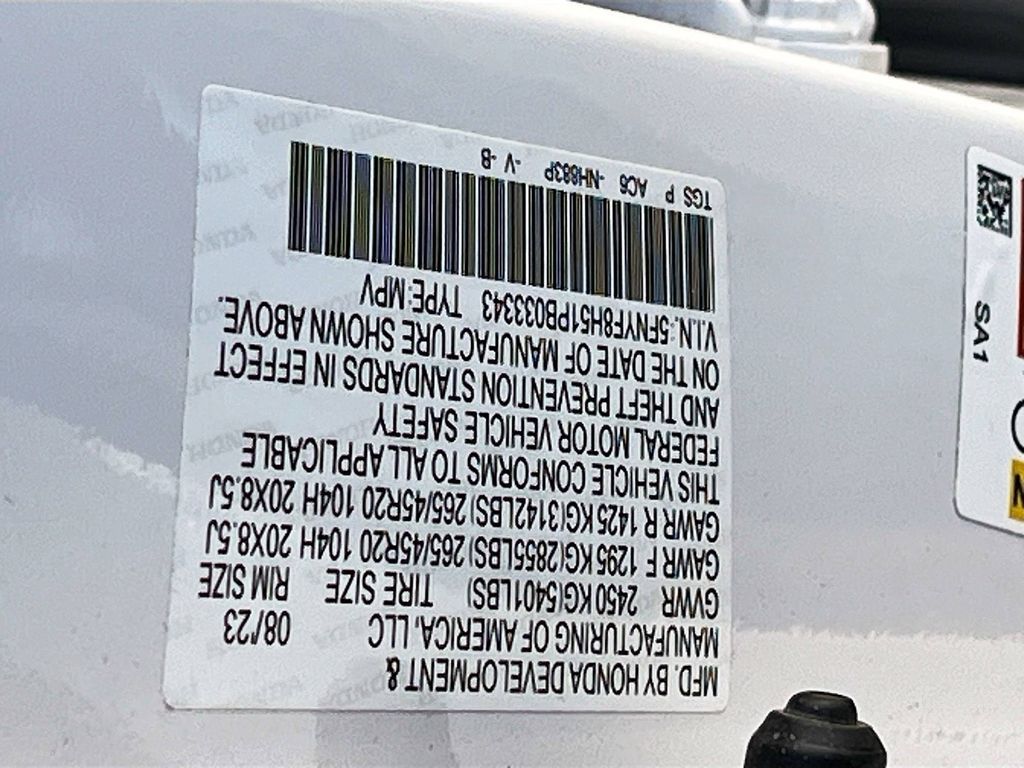 MFD. BY HONDA DEVELOPMENT &
MANUFACTURING OF AMERICA, LLC 08/23
GVWR 2450 KG(5401LBS) TIRE SIZE RIM SIZE
GAWR F 1295 KG(2855LBS) 265/45R20 104H 20X8.5J
GAWR R 1425 KG(3142LBS) 265/45R20 104H 20X8.5J
THIS VEHICLE CONFORMS TO ALL APPLICABLE
FEDERAL MOTOR VEHICLE SAFETY
AND THEFT PREVENTION STANDARDS IN EFFECT
ON THE DATE OF MANUFACTURE SHOWN ABOVE.
V.I.N.:5FNYF8H51PB033343 TYPE:MPV
TGS P AC6 -NH883P -V -B
SA1